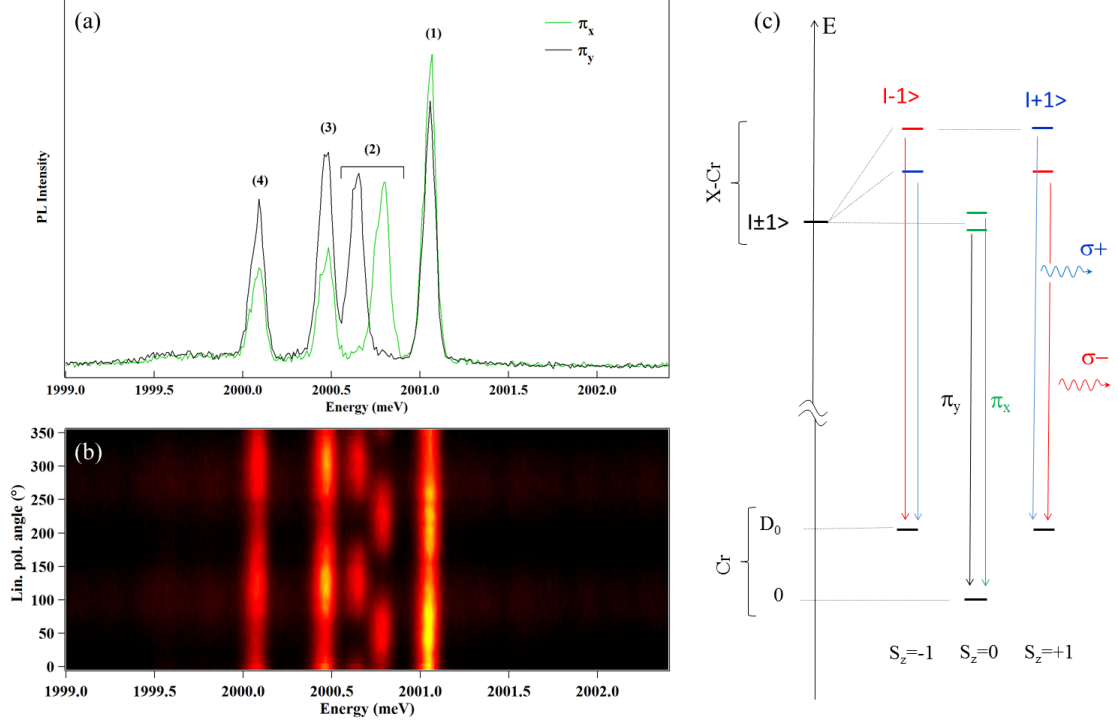 (a)
πx
πy
(1)
(2)
(3)
(4)
PL Intensity
1999.0 1999.5 2000.0 2000.5 2001.0 2001.5 2002.0
Energy (meV)
(b)
350
300
250
200
150
100
50
0
Lin. pol. angle (°)
1999.0 1999.5 2000.0 2000.5 2001.0 2001.5 2002.0
Energy (meV)
(c)
E
|-1>
|+1>
X-Cr
|±1>
σ+
σ−
πy
πx
Cr
D0
0
Sz=-1 Sz=0 Sz=+1